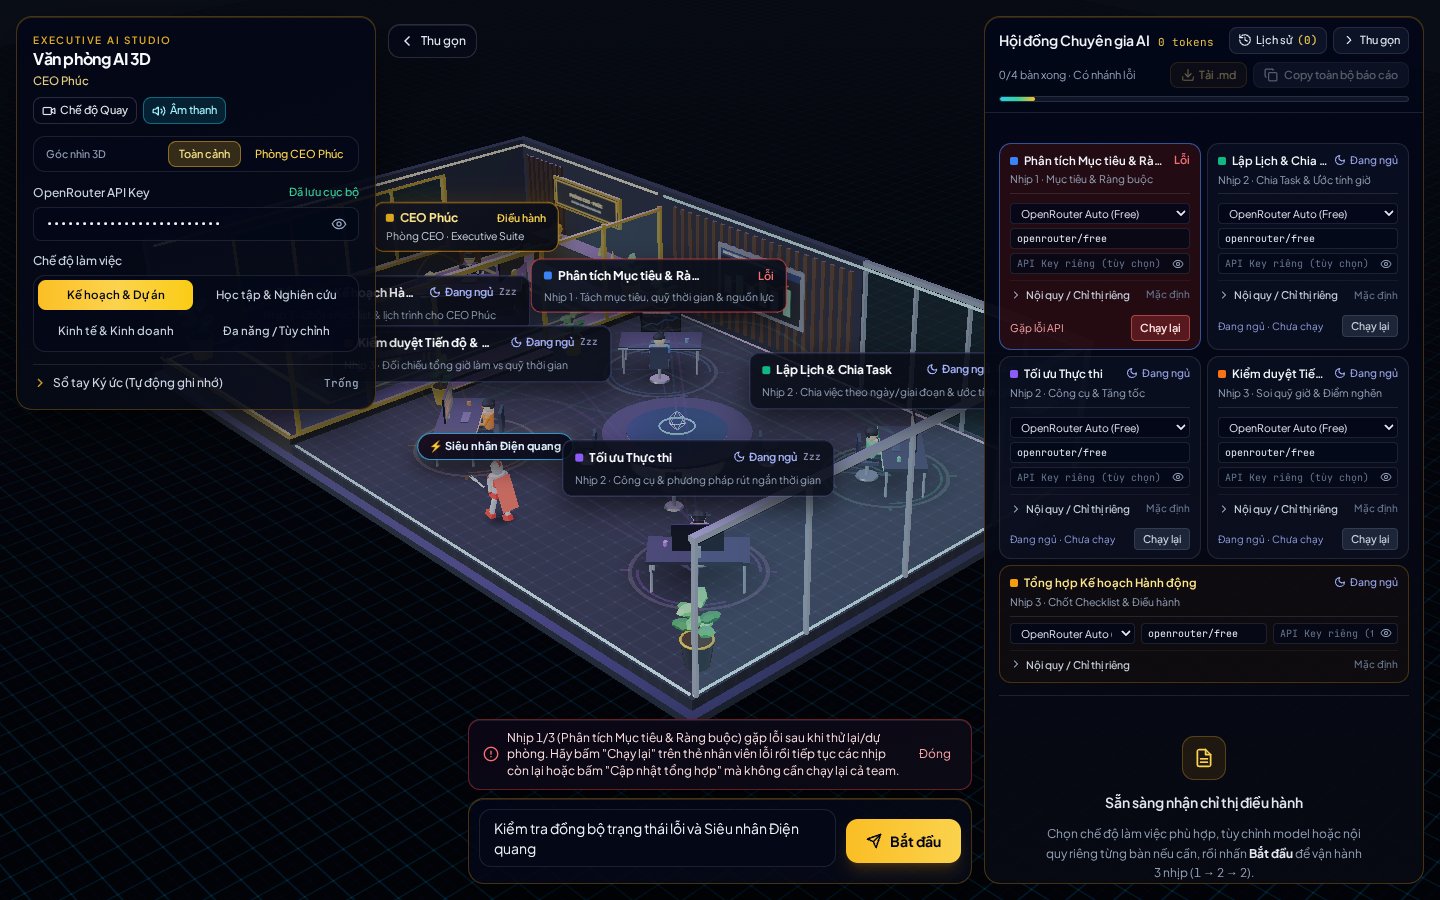 EXECUTIVE AI STUDIO
Văn phòng AI 3D
CEO Phúc
Chế độ Quay
Âm thanh
Góc nhìn 3D
Toàn cảnh
Phòng CEO Phúc
OpenRouter API Key
Đã lưu cục bộ
Chế độ làm việc
Kế hoạch & Dự án
Học tập & Nghiên cứu
Kinh tế & Kinh doanh
Đa năng / Tùy chỉnh
Sổ tay Ký ức (Tự động ghi nhớ)
Trống
Thu gọn
CEO Phúc
Điều hành
Phòng CEO · Executive Suite
Phân tích Mục tiêu & Rà...
Lỗi
Nhịp 1 · Tách mục tiêu, quỹ thời gian & nguồn lực
hoạch Hà...
Đang ngủ Zzz
& lịch trình cho CEO Phúc
Kiểm duyệt Tiến độ & ...
Đang ngủ Zzz
Nhịp 3 · Đối chiếu tổng giờ làm vs quỹ thời gian
Lập Lịch & Chia Task
Đang ng
Nhịp 2 · Chia việc theo ngày/giai đoạn & ước tí
⚡ Siêu nhân Điện quang
Tối ưu Thực thi
Đang ngủ Zzz
Nhịp 2 · Công cụ & phương pháp rút ngắn thời gian
Nhịp 1/3 (Phân tích Mục tiêu & Ràng buộc) gặp lỗi sau khi thử lại/dự
phòng. Hãy bấm "Chạy lại" trên thẻ nhân viên lỗi rồi tiếp tục các nhịp
còn lại hoặc bấm "Cập nhật tổng hợp" mà không cần chạy lại cả team.
Đóng
Kiểm tra đồng bộ trạng thái lỗi và Siêu nhân Điện
quang
Bắt đầu
Hội đồng Chuyên gia AI
0 tokens
Lịch sử (0)
Thu gọn
0/4 bàn xong · Có nhánh lỗi
Tải .md
Copy toàn bộ báo cáo
Phân tích Mục tiêu & Rà...
Lỗi
Nhịp 1 · Mục tiêu & Ràng buộc
OpenRouter Auto (Free)
openrouter/free
API Key riêng (tùy chọn)
Nội quy / Chỉ thị riêng
Mặc định
Gặp lỗi API
Chạy lại
Lập Lịch & Chia ...
Đang ngủ
Nhịp 2 · Chia Task & Ước tính giờ
OpenRouter Auto (Free)
openrouter/free
API Key riêng (tùy chọn)
Nội quy / Chỉ thị riêng
Mặc định
Đang ngủ · Chưa chạy
Chạy lại
Tối ưu Thực thi
Đang ngủ
Nhịp 2 · Công cụ & Tăng tốc
OpenRouter Auto (Free)
openrouter/free
API Key riêng (tùy chọn)
Nội quy / Chỉ thị riêng
Mặc định
Đang ngủ · Chưa chạy
Chạy lại
Kiểm duyệt Tiế...
Đang ngủ
Nhịp 3 · Soi quỹ giờ & Điểm nghẽn
OpenRouter Auto (Free)
openrouter/free
API Key riêng (tùy chọn)
Nội quy / Chỉ thị riêng
Mặc định
Đang ngủ · Chưa chạy
Chạy lại
Tổng hợp Kế hoạch Hành động
Đang ngủ
Nhịp 3 · Chốt Checklist & Điều hành
OpenRouter Auto (
openrouter/free
API Key riêng (1
Nội quy / Chỉ thị riêng
Mặc định
Sẵn sàng nhận chỉ thị điều hành
Chọn chế độ làm việc phù hợp, tùy chỉnh model hoặc nội
quy riêng từng bàn nếu cần, rồi nhấn Bắt đầu để vận hành
3 nhịp (1 → 2 → 2).